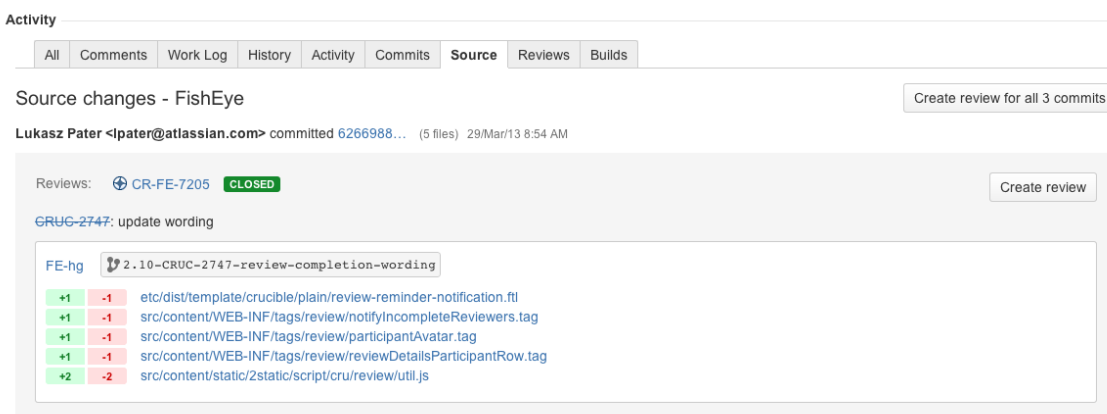 Activity
All Comments Work Log History Activity Commits Source Reviews Builds
Source changes - FishEye
Create review for all 3 commits
Lukasz Pater <lpater@atlassian.com> committed 6266988... (5 files) 29/Mar/13 8:54 AM
Reviews: CR-FE-7205 CLOSED
Create review
CRUC-2747: update wording
FE-hg 2.10-CRUC-2747-review-completion-wording
+1 -1 etc/dist/template/crucible/plain/review-reminder-notification.ftl
+1 -1 src/content/WEB-INF/tags/review/notifyIncompleteReviewers.tag
+1 -1 src/content/WEB-INF/tags/review/participantAvatar.tag
+1 -1 src/content/WEB-INF/tags/review/reviewDetailsParticipantRow.tag
+2 -2 src/content/static/2static/script/cru/review/util.js